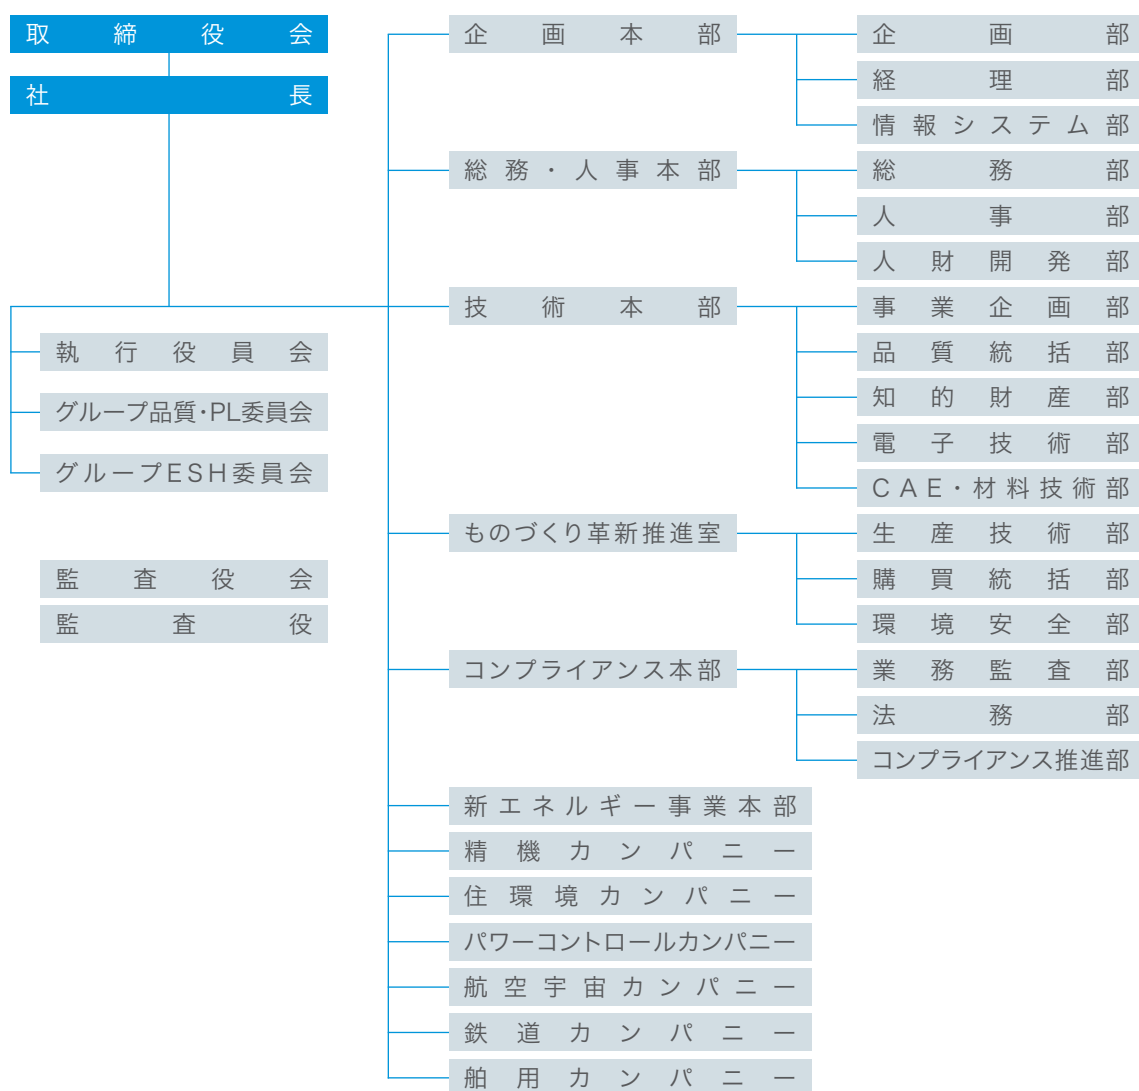 取締役会
社長
執行役員会
グループ品質・PL委員会
グループESH委員会
監査役会
監査役
企画本部
企画部
経理部
情報システム部
総務・人事本部
総務部
人事部
人財開発部
技術本部
事業企画部
品質統括部
知的財産部
電子技術部
CAE・材料技術部
ものづくり革新推進室
生産技術部
購買統括部
環境安全部
コンプライアンス本部
業務監査部
法務部
コンプライアンス推進部
新エネルギー事業本部
精機カンパニー
住環境カンパニー
パワーコントロールカンパニー
航空宇宙カンパニー
鉄道カンパニー
舶用カンパニー